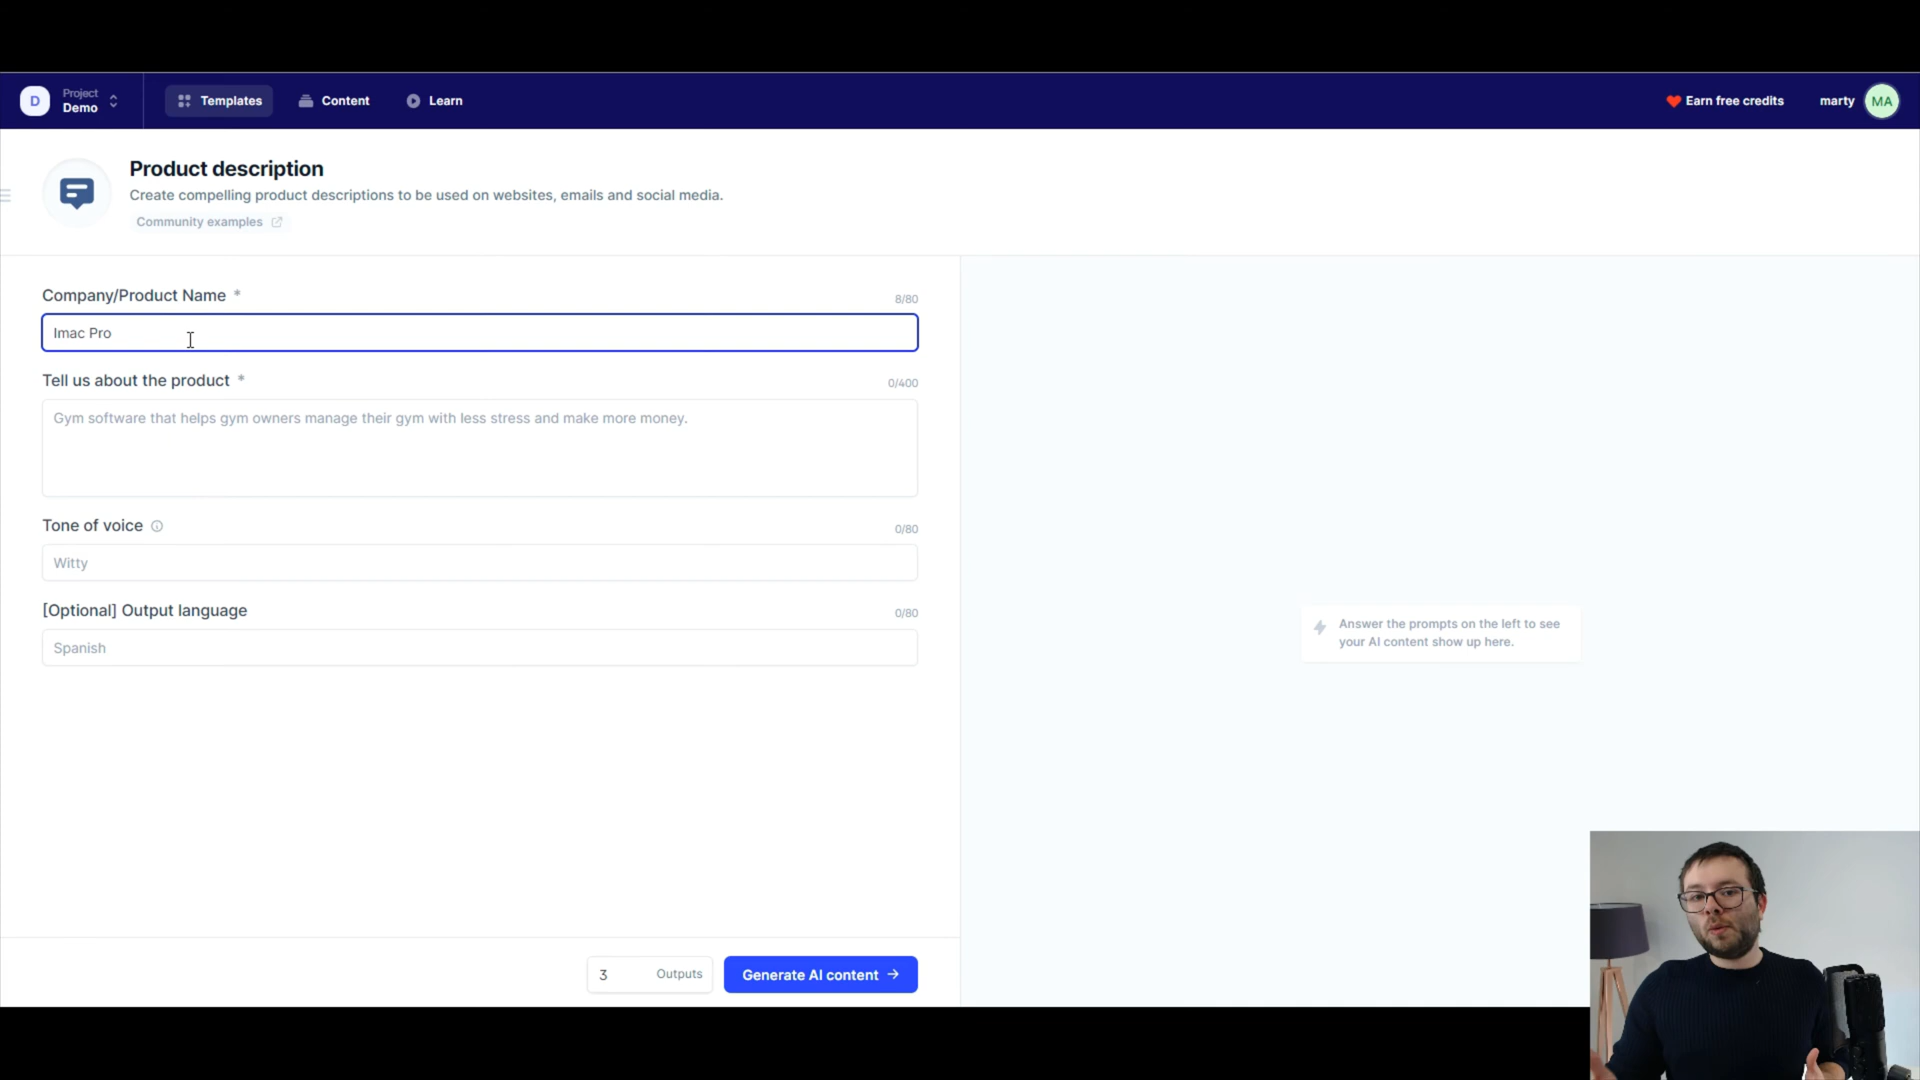 D
Project
Demo
Templates
Content
Learn
Earn free credits
marty
MA
Product description
Create compelling product descriptions to be used on websites, emails and social media.
Community examples
Company/Product Name *
8/80
Imac Pro
Tell us about the product *
0/400
Gym software that helps gym owners manage their gym with less stress and make more money.
Tone of voice
0/80
Witty
[Optional] Output language
0/80
Spanish
Answer the prompts on the left to see
your AI content show up here.
3
Outputs
Generate AI content